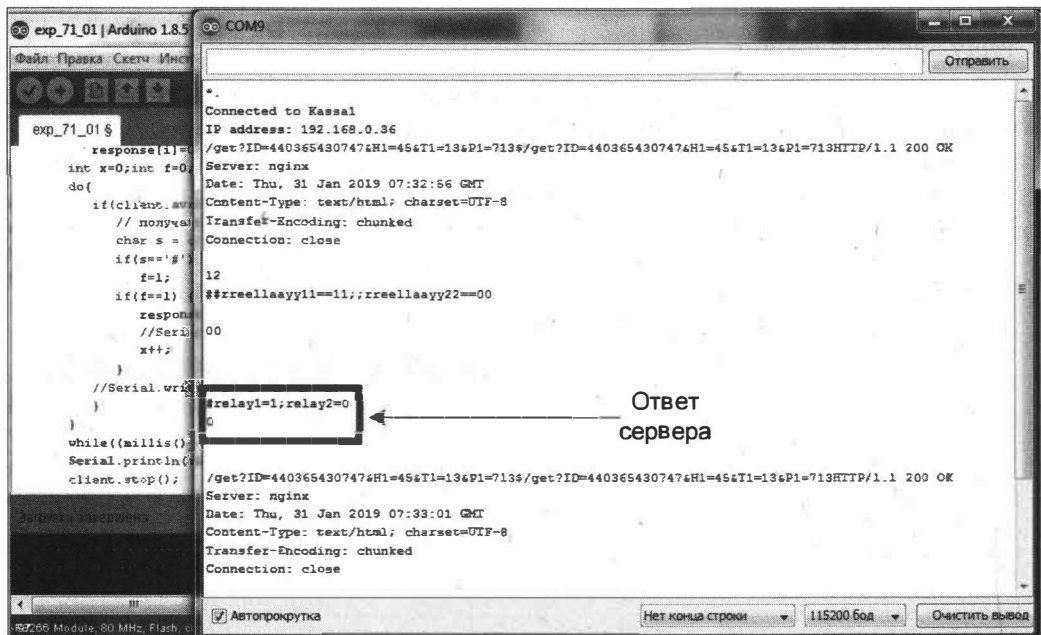 exp_71_01 | Arduino 1.8.5
Файл Правка Скетч Инст
exp_71_01 §
response[i]=0
int x=0;int f=0;
do{
if(client.ava
// получа
char s = c
if(s=='#')
f=1;
if(f==1) {
respon
//Seri
x++;
}
//Serial.wri
}
}
while((millis()
Serial.println(
client.stop();
Загрузка завершена
Module, 80 MHz, Flash, c
COM9
Отправить
*.
Connected to Kassal
IP address: 192.168.0.36
/get?ID=440365430747&H1=45&T1=13&P1=713$/get?ID=440365430747&H1=45&T1=13&P1=713HTTP/1.1 200 OK
Server: nginx
Date: Thu, 31 Jan 2019 07:32:56 GMT
Content-Type: text/html; charset=UTF-8
Transfer-Encoding: chunked
Connection: close
12
##rreellaayy11==11;;rreellaayy22==00
00
#relay1=1;relay2=0
0
Ответ
сервера
/get?ID=440365430747&H1=45&T1=13&P1=713$/get?ID=440365430747&H1=45&T1=13&P1=713HTTP/1.1 200 OK
Server: nginx
Date: Thu, 31 Jan 2019 07:33:01 GMT
Content-Type: text/html; charset=UTF-8
Transfer-Encoding: chunked
Connection: close
Автопрокрутка
Нет конца строки
115200 бод
Очистить вывод